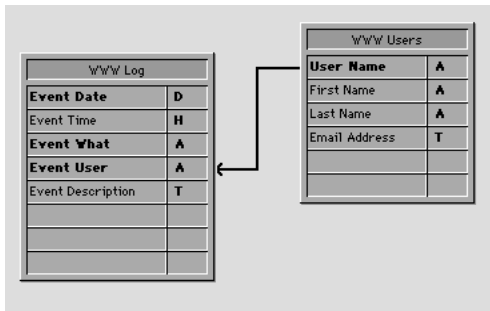 WWW Log
Event Date D
Event Time H
Event What A
Event User A
Event Description T
WWW Users
User Name A
First Name A
Last Name A
Email Address T